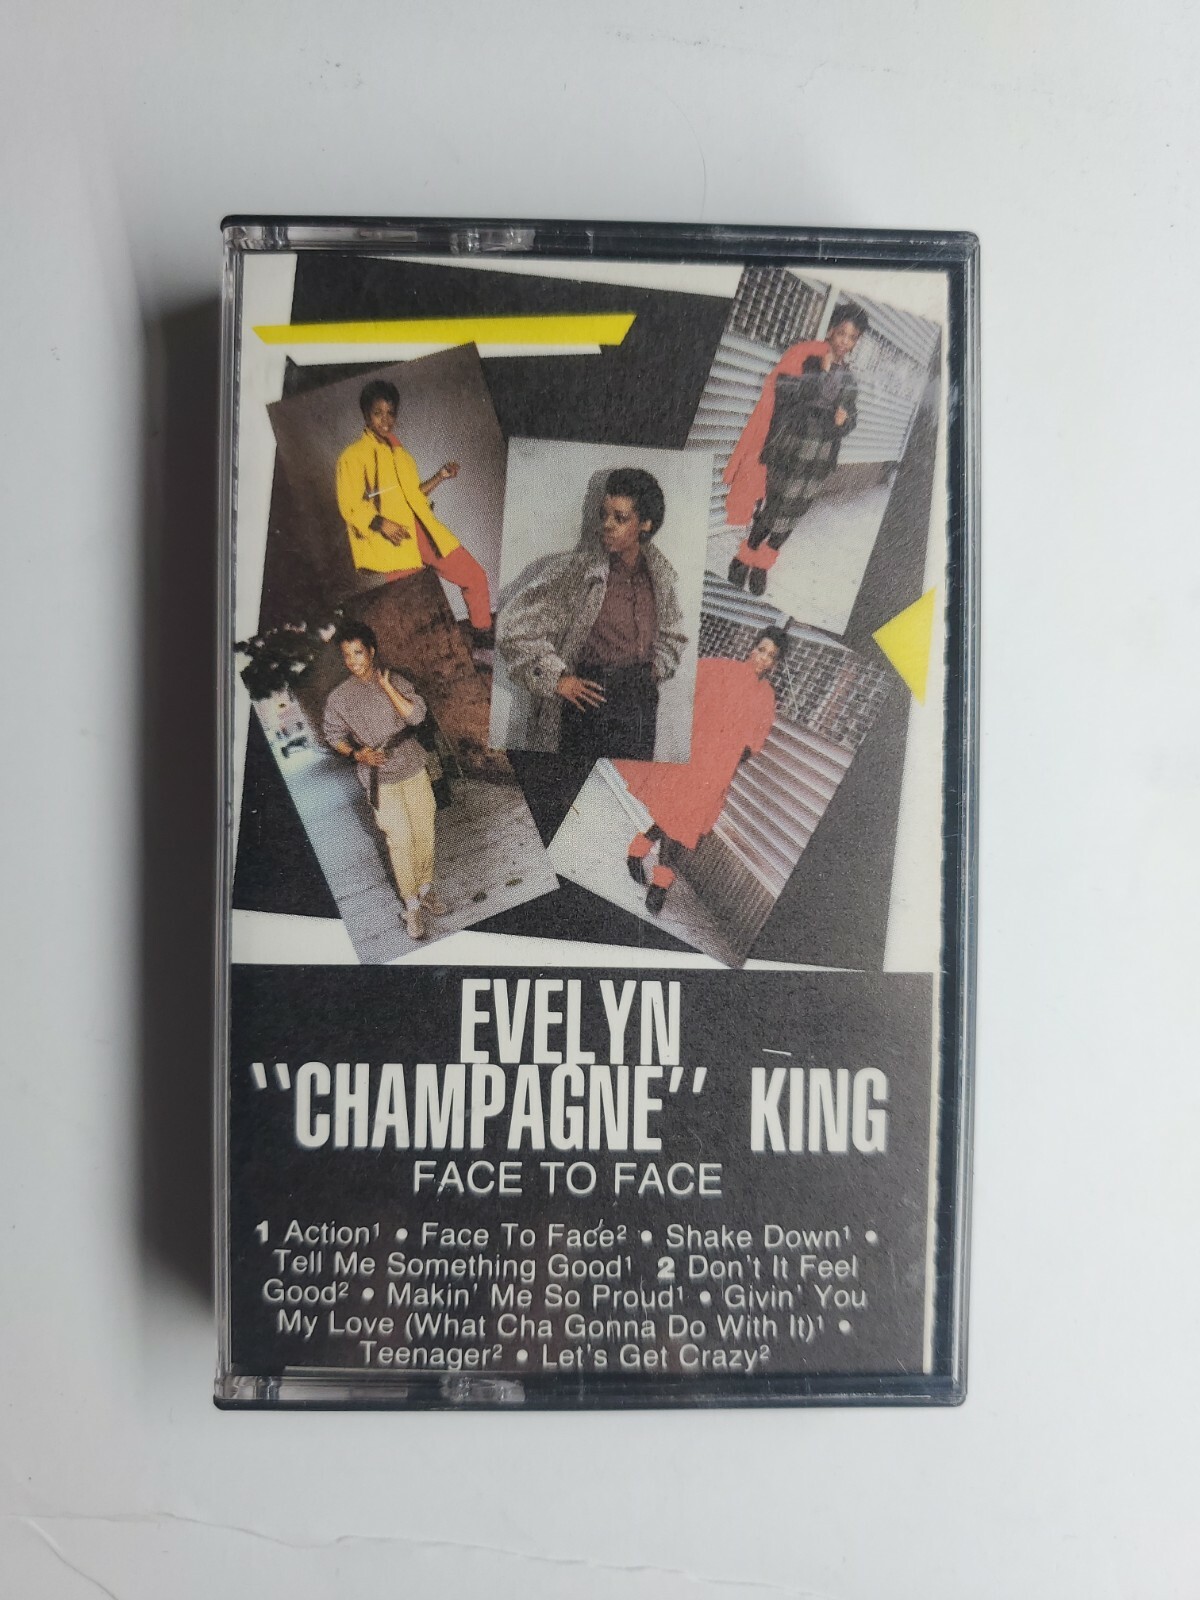 EVELYN
"CHAMPAGNE" KING
FACE TO FACE
1 Action¹ • Face To Face² • Shake Down¹ •
Tell Me Something Good¹ 2 Don't It Feel
Good² • Makin' Me So Proud¹ • Givin' You
My Love (What Cha Gonna Do With It)¹ •
Teenager² • Let's Get Crazy²